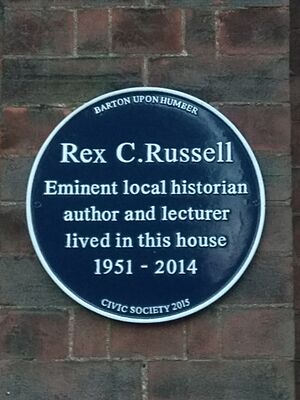 BARTON UPON HUMBER
Rex C.Russell
Eminent local historian
author and lecturer
lived in this house
1951 - 2014
CIVIC SOCIETY 2015